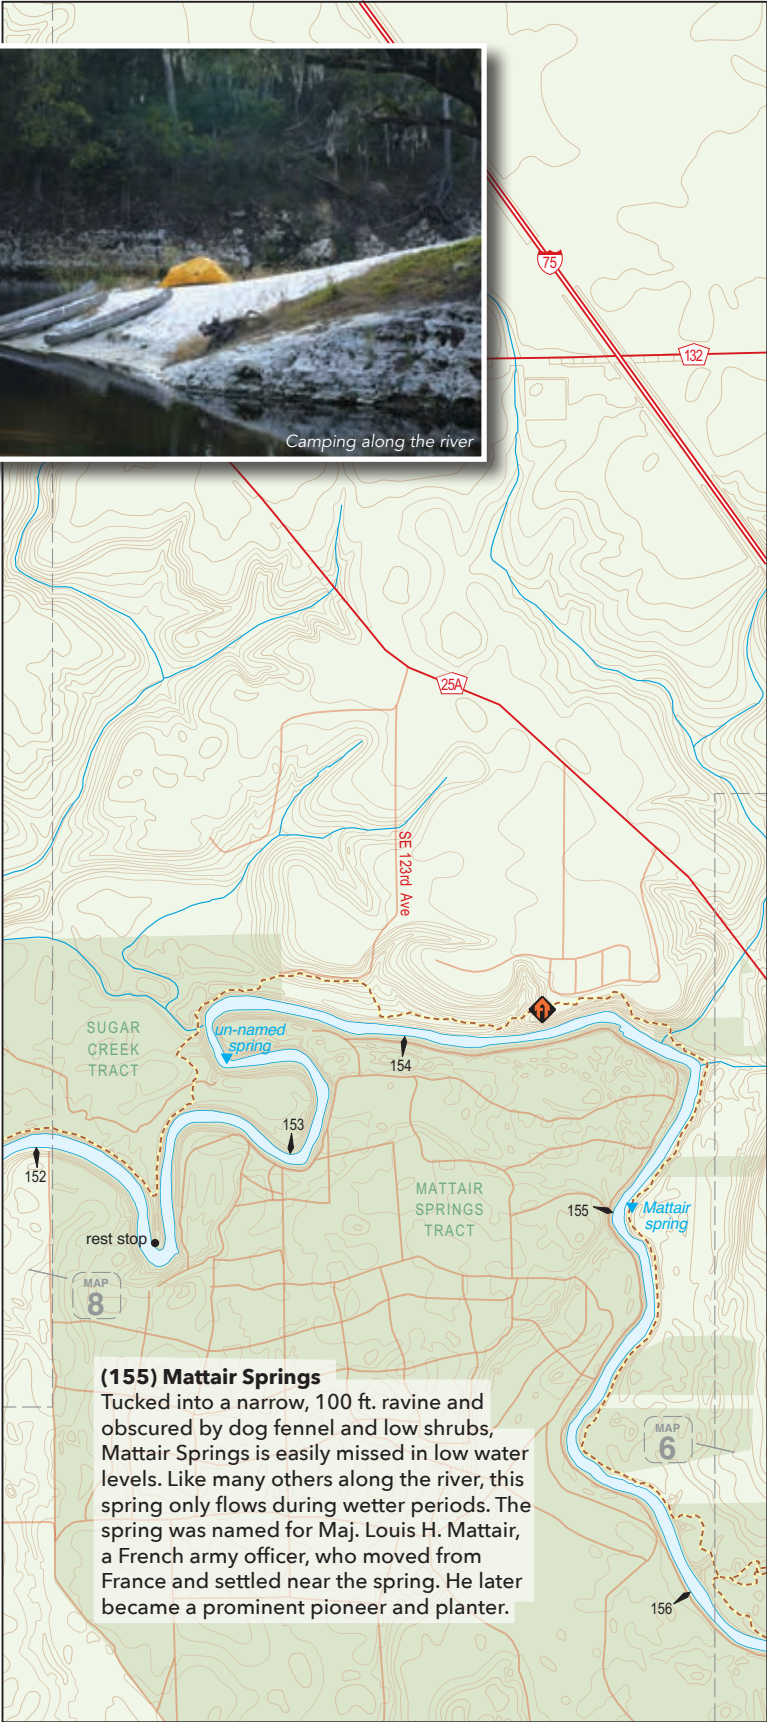 75
132
Camping along the river
25A
SE 123rd Ave
SUGAR
CREEK
TRACT
un-named
spring
154
153
152
MATTAIR
SPRINGS
TRACT
155
Mattair
spring
rest stop
MAP
8
(155) Mattair Springs
Tucked into a narrow, 100 ft. ravine and
obscured by dog fennel and low shrubs,
Mattair Springs is easily missed in low water
levels. Like many others along the river, this
spring only flows during wetter periods. The
spring was named for Maj. Louis H. Mattair,
a French army officer, who moved from
France and settled near the spring. He later
became a prominent pioneer and planter.
MAP
6
156